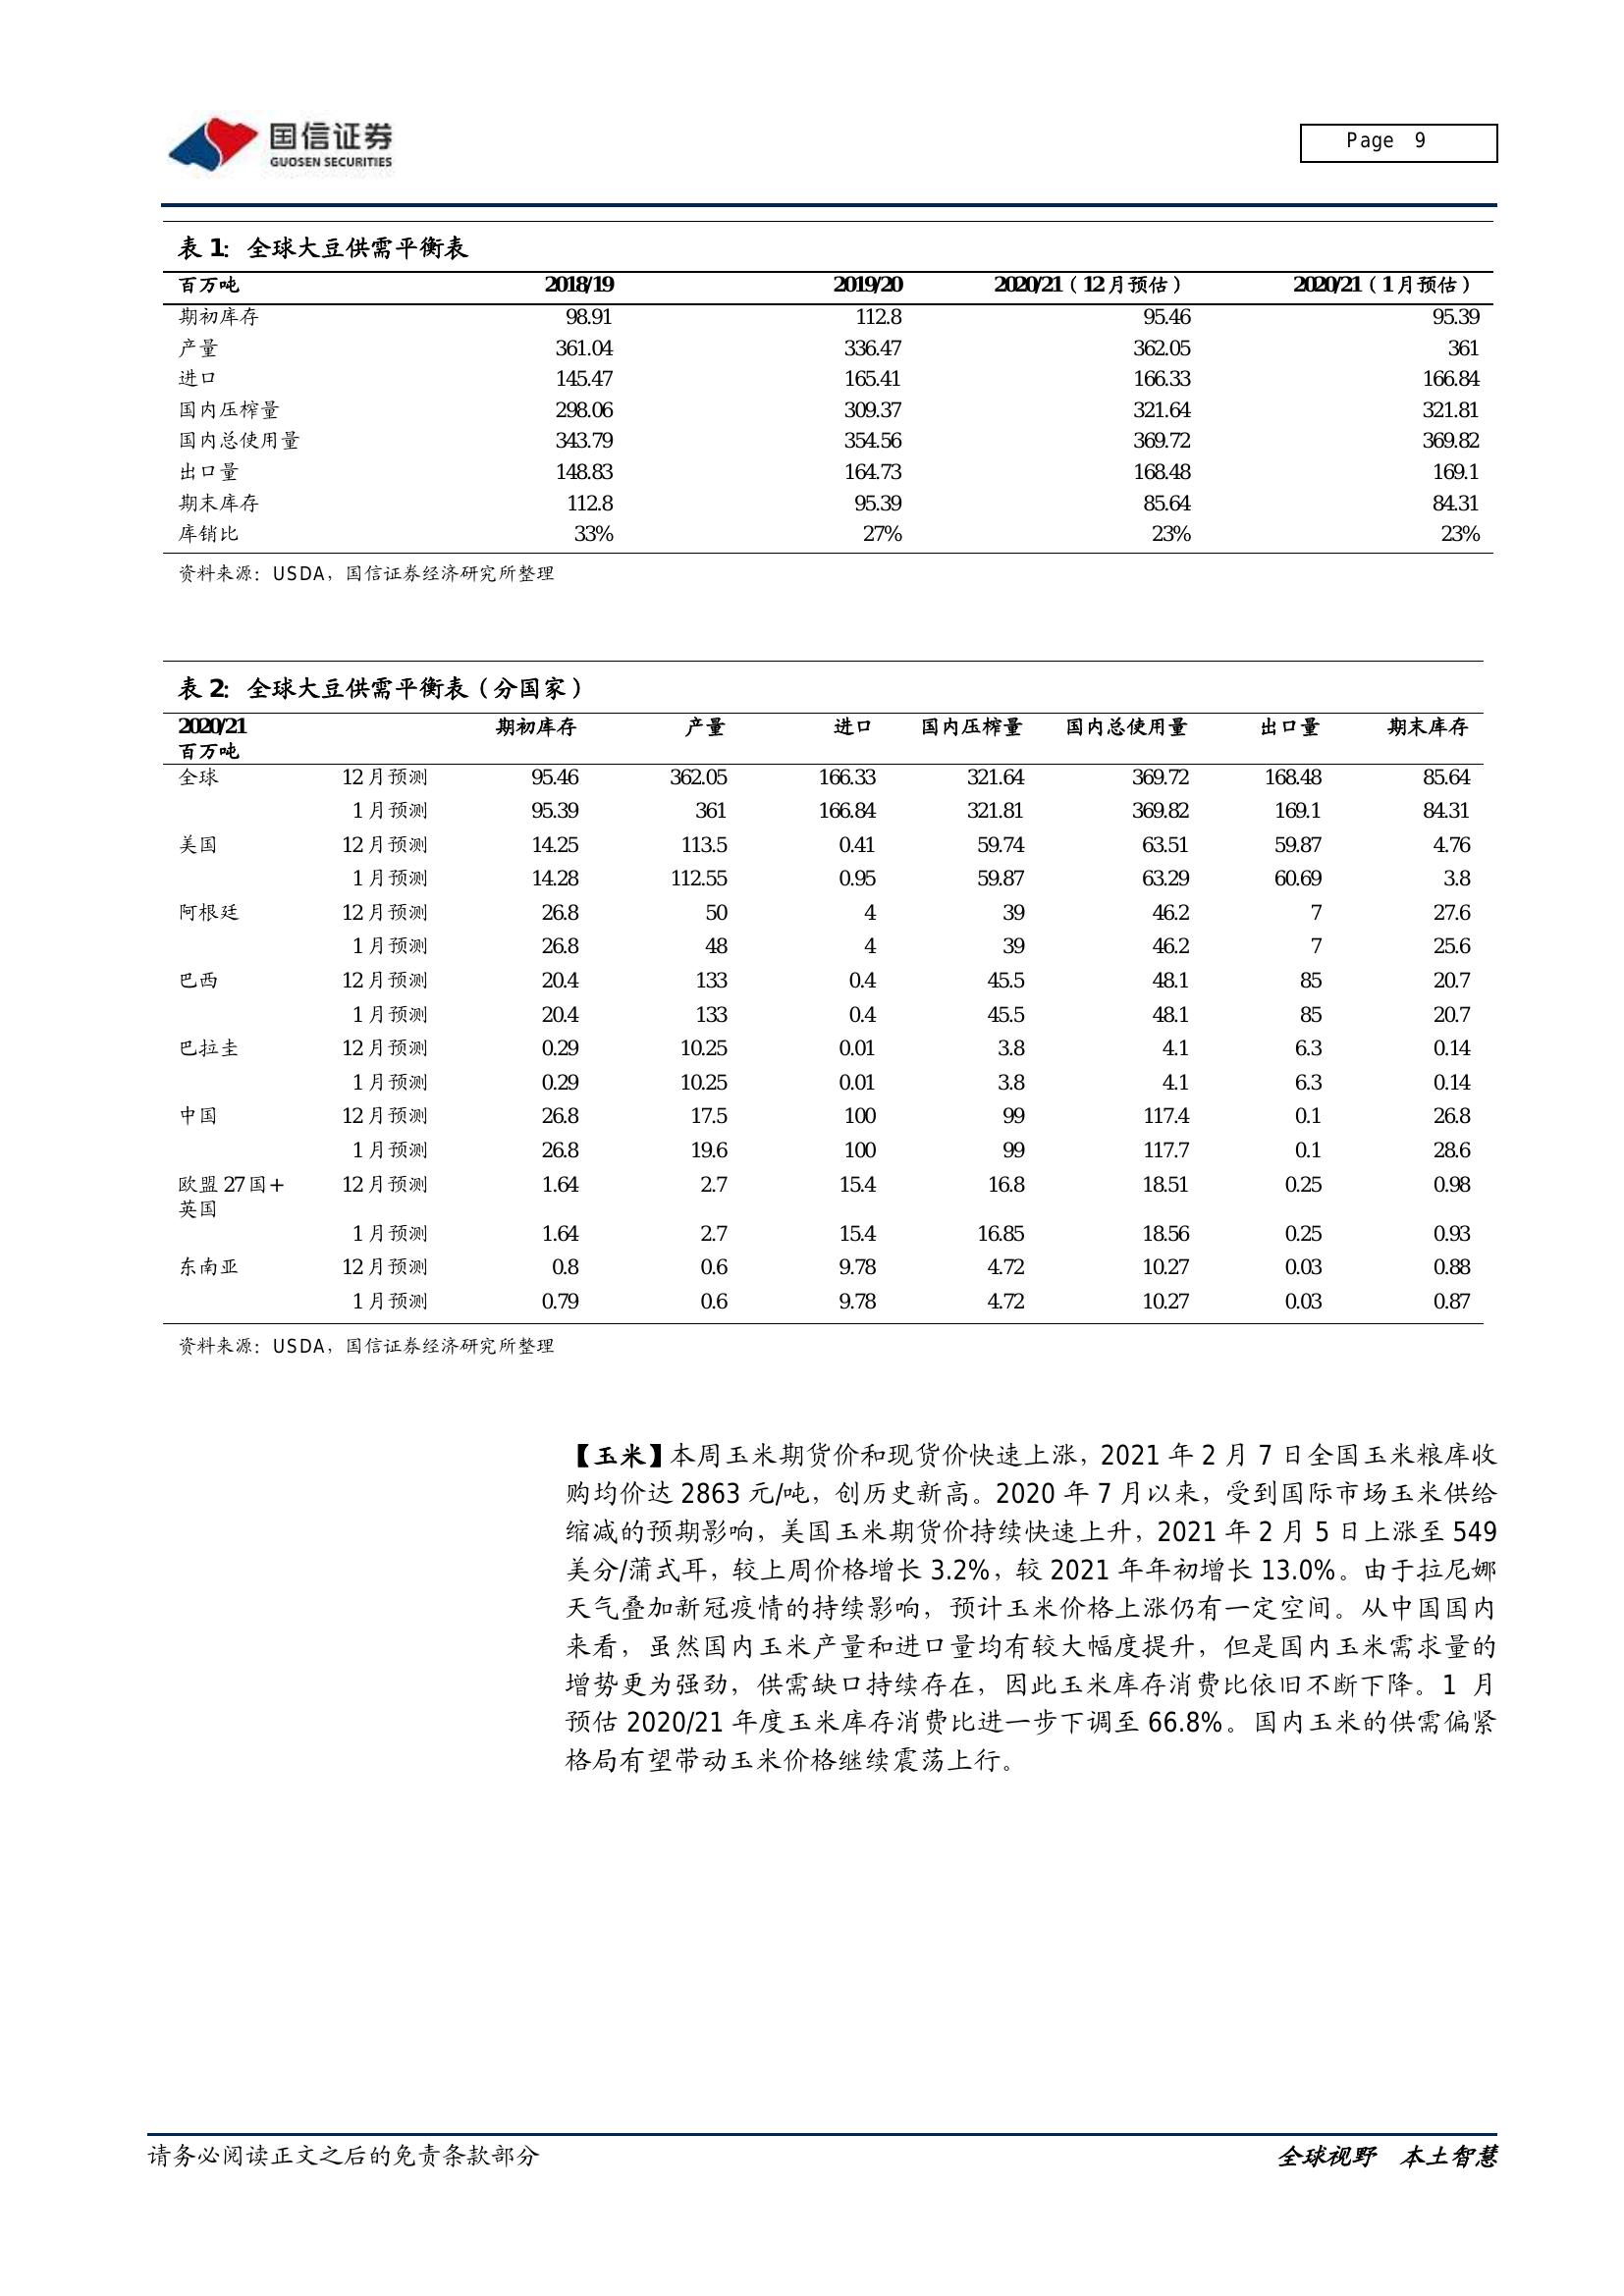 国信证券
GUOSEN SECURITIES
Page 9
表 1：全球大豆供需平衡表
百万吨 2018/19 2019/20 2020/21（12 月预估） 2020/21（1 月预估）
期初库存 98.91 112.8 95.46 95.39
产量 361.04 336.47 362.05 361
进口 145.47 165.41 166.33 166.84
国内压榨量 298.06 309.37 321.64 321.81
国内总使用量 343.79 354.56 369.72 369.82
出口量 148.83 164.73 168.48 169.1
期末库存 112.8 95.39 85.64 84.31
库销比 33% 27% 23% 23%
资料来源：USDA，国信证券经济研究所整理
表 2：全球大豆供需平衡表（分国家）
2020/21 期初库存 产量 进口 国内压榨量 国内总使用量 出口量 期末库存
百万吨
全球 12 月预测 95.46 362.05 166.33 321.64 369.72 168.48 85.64
1 月预测 95.39 361 166.84 321.81 369.82 169.1 84.31
美国 12 月预测 14.25 113.5 0.41 59.74 63.51 59.87 4.76
1 月预测 14.28 112.55 0.95 59.87 63.29 60.69 3.8
阿根廷 12 月预测 26.8 50 4 39 46.2 7 27.6
1 月预测 26.8 48 4 39 46.2 7 25.6
巴西 12 月预测 20.4 133 0.4 45.5 48.1 85 20.7
1 月预测 20.4 133 0.4 45.5 48.1 85 20.7
巴拉圭 12 月预测 0.29 10.25 0.01 3.8 4.1 6.3 0.14
1 月预测 0.29 10.25 0.01 3.8 4.1 6.3 0.14
中国 12 月预测 26.8 17.5 100 99 117.4 0.1 26.8
1 月预测 26.8 19.6 100 99 117.7 0.1 28.6
欧盟 27 国+ 12 月预测 1.64 2.7 15.4 16.8 18.51 0.25 0.98
英国
1 月预测 1.64 2.7 15.4 16.85 18.56 0.25 0.93
东南亚 12 月预测 0.8 0.6 9.78 4.72 10.27 0.03 0.88
1 月预测 0.79 0.6 9.78 4.72 10.27 0.03 0.87
资料来源：USDA，国信证券经济研究所整理
【玉米】本周玉米期货价和现货价快速上涨，2021 年 2 月 7 日全国玉米粮库收
购均价达 2863 元/吨，创历史新高。2020 年 7 月以来，受到国际市场玉米供给
缩减的预期影响，美国玉米期货价持续快速上升，2021 年 2 月 5 日上涨至 549
美分/蒲式耳，较上周价格增长 3.2%，较 2021 年年初增长 13.0%。由于拉尼娜
天气叠加新冠疫情的持续影响，预计玉米价格上涨仍有一定空间。从中国国内
来看，虽然国内玉米产量和进口量均有较大幅度提升，但是国内玉米需求量的
增势更为强劲，供需缺口持续存在，因此玉米库存消费比依旧不断下降。1 月
预估 2020/21 年度玉米库存消费比进一步下调至 66.8%。国内玉米的供需偏紧
格局有望带动玉米价格继续震荡上行。
请务必阅读正文之后的免责条款部分 全球视野 本土智慧